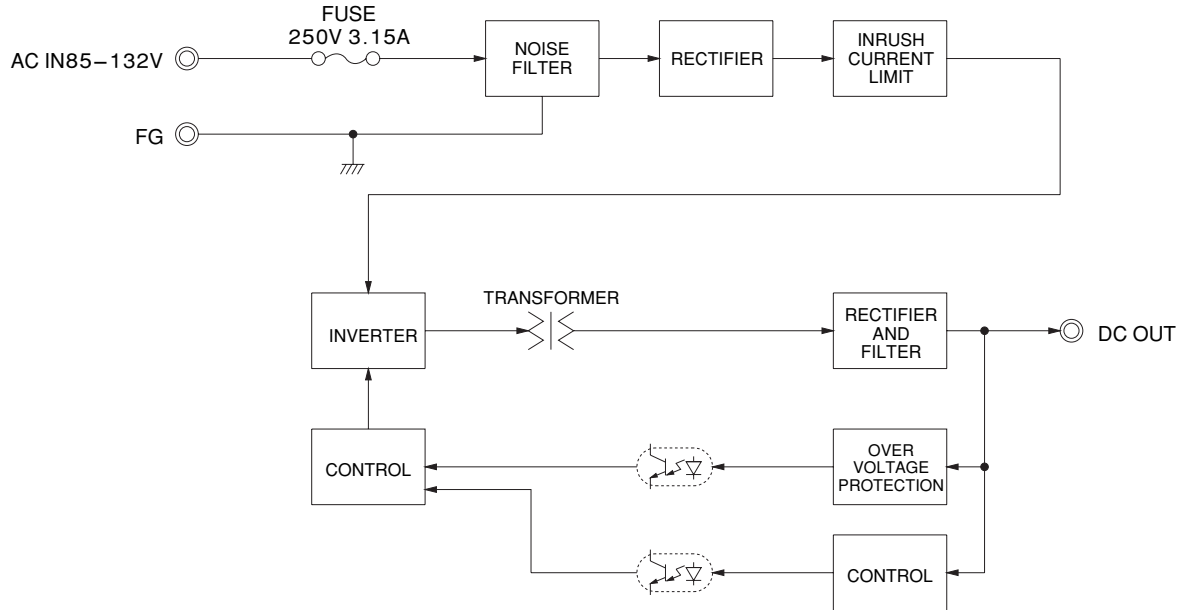 FUSE
250V 3.15A
AC IN85–132V
NOISE
FILTER
RECTIFIER
INRUSH
CURRENT
LIMIT
FG
INVERTER
TRANSFORMER
RECTIFIER
AND
FILTER
DC OUT
CONTROL
OVER
VOLTAGE
PROTECTION
CONTROL